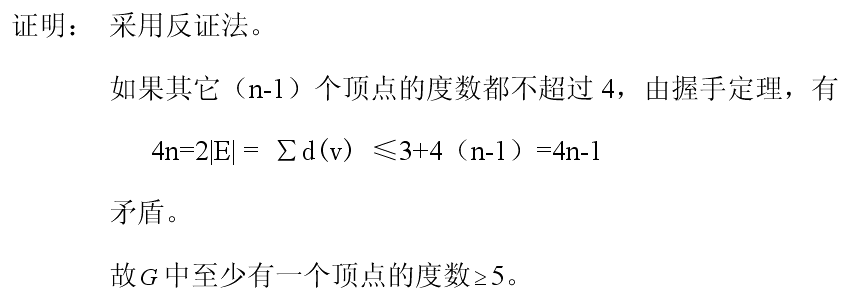 证明： 采用反证法。
如果其它（n-1）个顶点的度数都不超过 4，由握手定理，有
4n=2|E| = ∑d(v) ≤3+4（n-1）=4n-1
矛盾。
故G中至少有一个顶点的度数≥5。